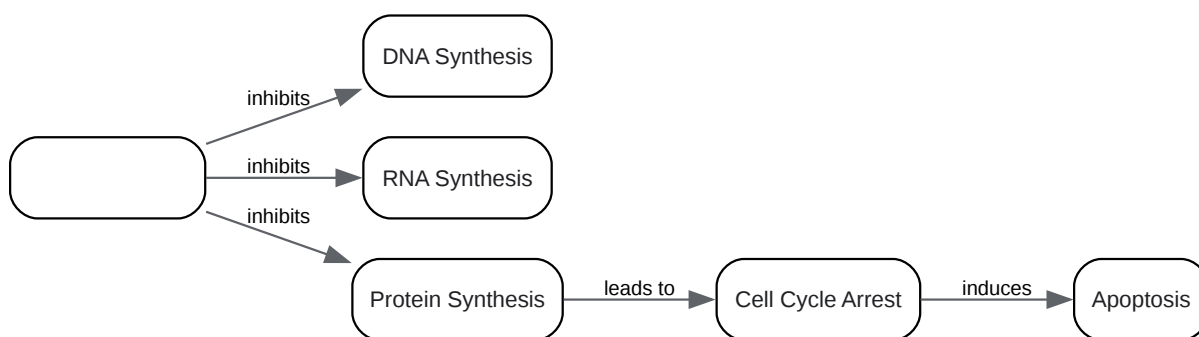 DNA Synthesis
inhibits
inhibits
RNA Synthesis
inhibits
Protein Synthesis
leads to
Cell Cycle Arrest
induces
Apoptosis